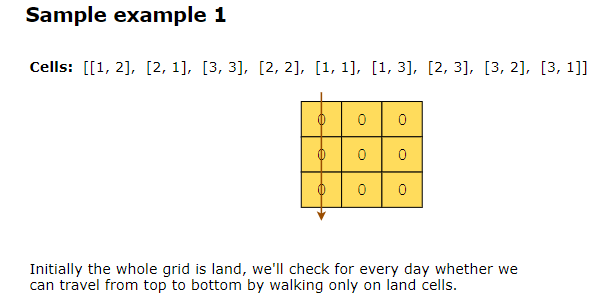 Sample example 1
Cells: [[1, 2], [2, 1], [3, 3], [2, 2], [1, 1], [1, 3], [2, 3], [3, 2], [3, 1]]
0 0 0
0 0 0
0 0 0
Initially the whole grid is land, we'll check for every day whether we
can travel from top to bottom by walking only on land cells.